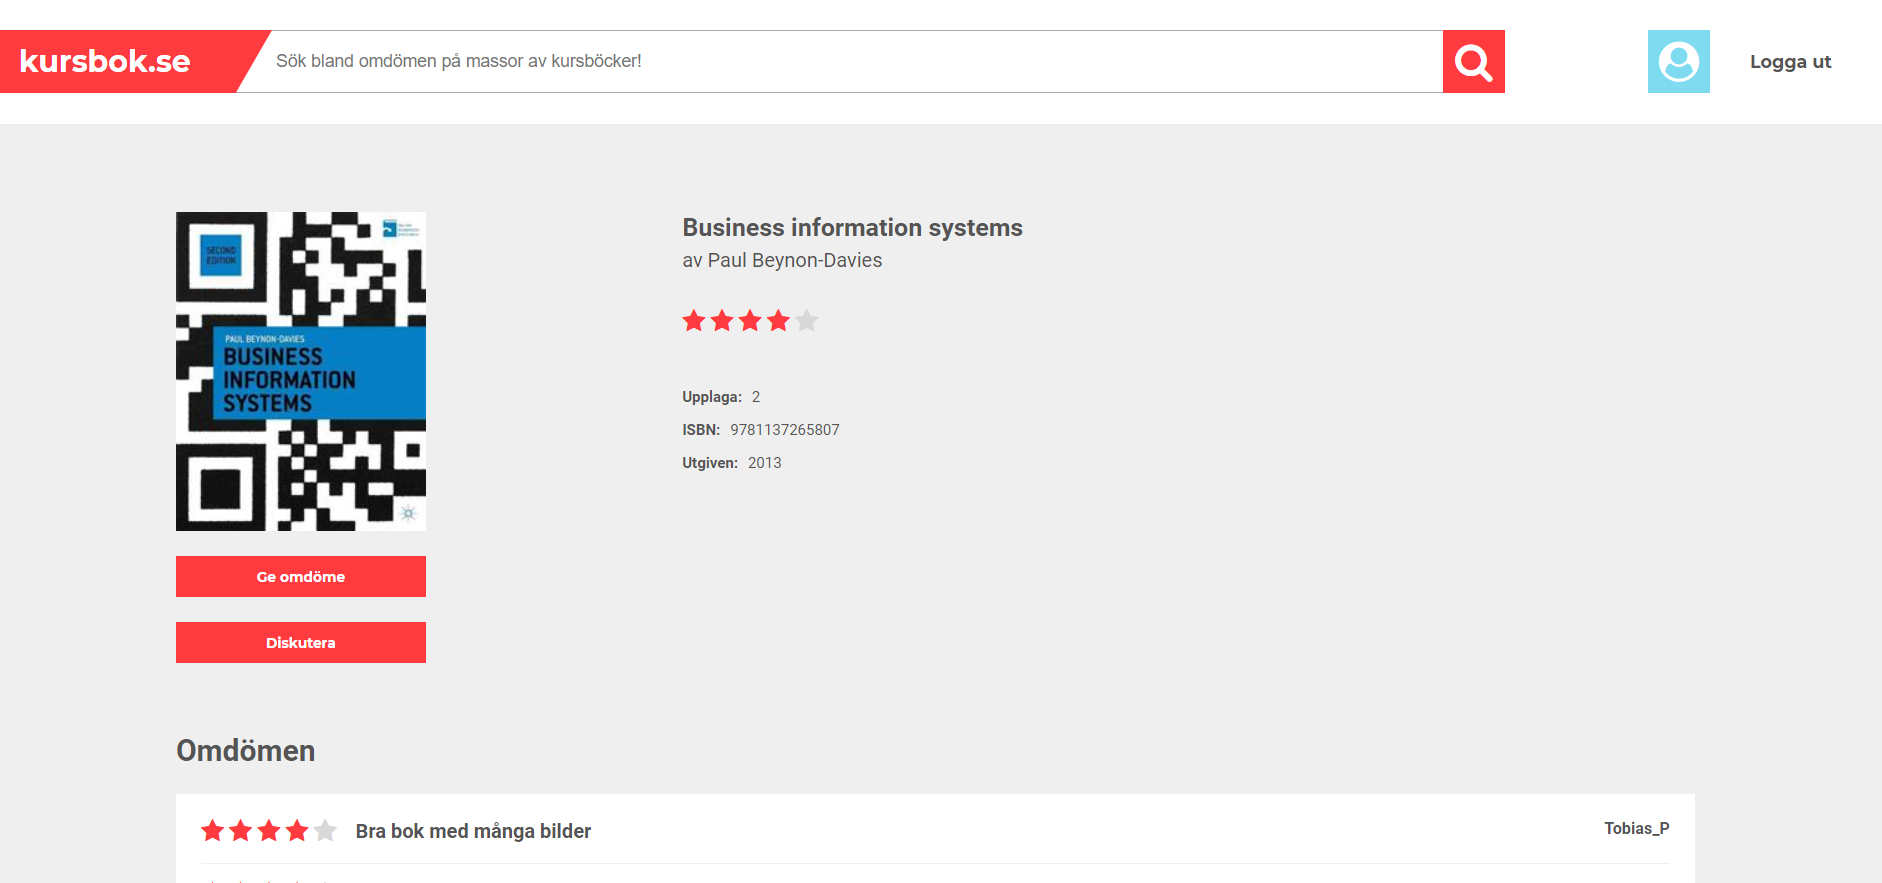 kursbok.se
Sök bland omdömen på massor av kursböcker!
Logga ut
SECOND
EDITION
PAUL BEYNON-DAVIES
BUSINESS
INFORMATION
SYSTEMS
Business information systems
av Paul Beynon-Davies
Upplaga: 2
ISBN: 9781137265807
Utgiven: 2013
Ge omdöme
Diskutera
Omdömen
Bra bok med många bilder
Tobias_P